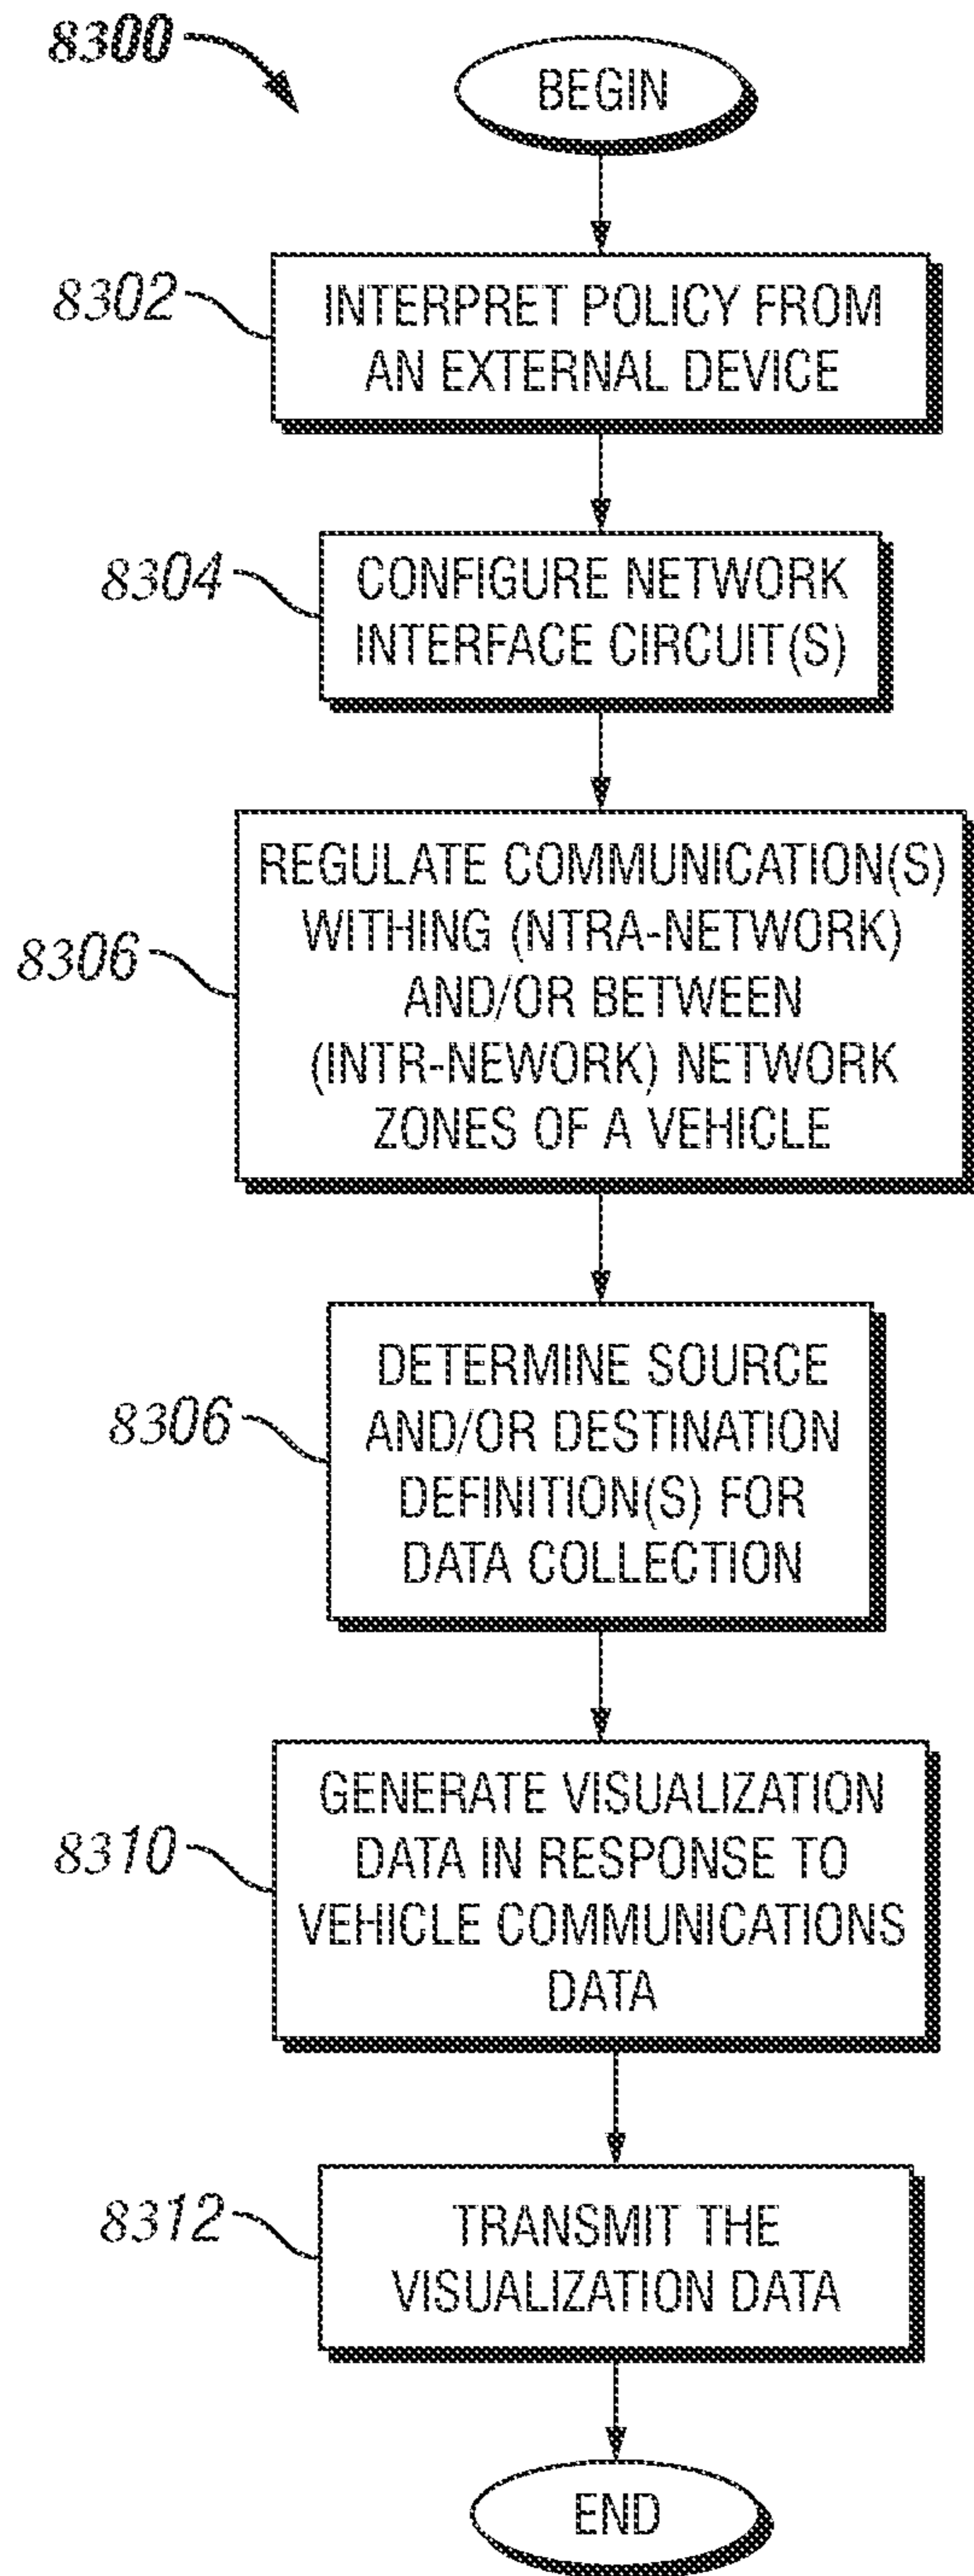 8300
BEGIN
8302
INTERPRET POLICY FROM
AN EXTERNAL DEVICE
8304
CONFIGURE NETWORK
INTERFACE CIRCUIT(S)
8306
REGULATE COMMUNICATION(S)
WITHING (NTRA-NETWORK)
AND/OR BETWEEN
(INTR-NEWORK) NETWORK
ZONES OF A VEHICLE
8306
DETERMINE SOURCE
AND/OR DESTINATION
DEFINITION(S) FOR
DATA COLLECTION
8310
GENERATE VISUALIZATION
DATA IN RESPONSE TO
VEHICLE COMMUNICATIONS
DATA
8312
TRANSMIT THE
VISUALIZATION DATA
END